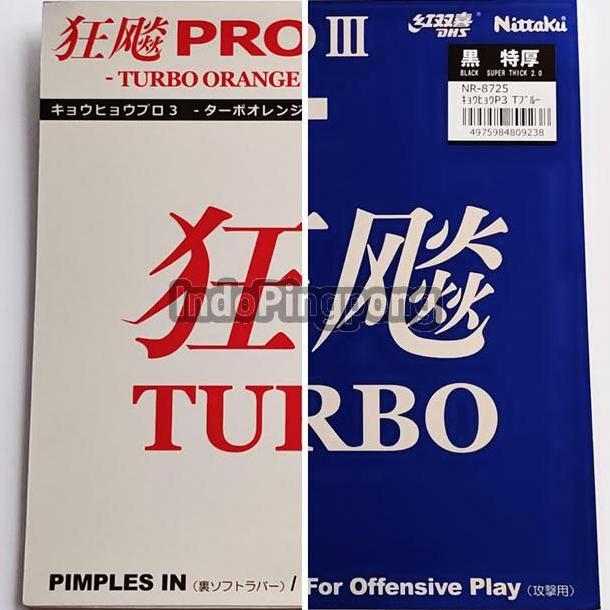 狂飈 PRO III
- TURBO ORANGE
キョウヒョウプロ3 -ターボオレンジ
红双喜
DHS
Nittaku
黒 特厚
BLACK SUPER THICK 2.0
NR-8725
ｷｮｳﾋｮｳP3 Tﾌﾞﾙｰ
4975984809238
狂飈
IndoPingpong
TURBO
PIMPLES IN (裏ソフトラバー) / For Offensive Play (攻撃用)